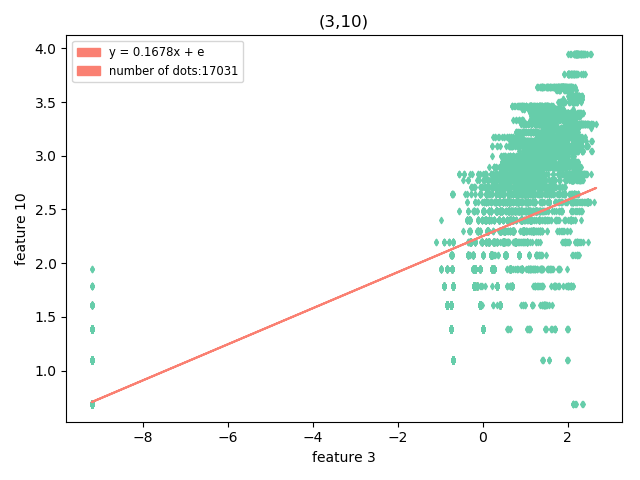 (3,10)
y = 0.1678x + e
number of dots:17031
4.0
3.5
3.0
2.5
2.0
1.5
1.0
feature 10
−8 −6 −4 −2 0 2
feature 3